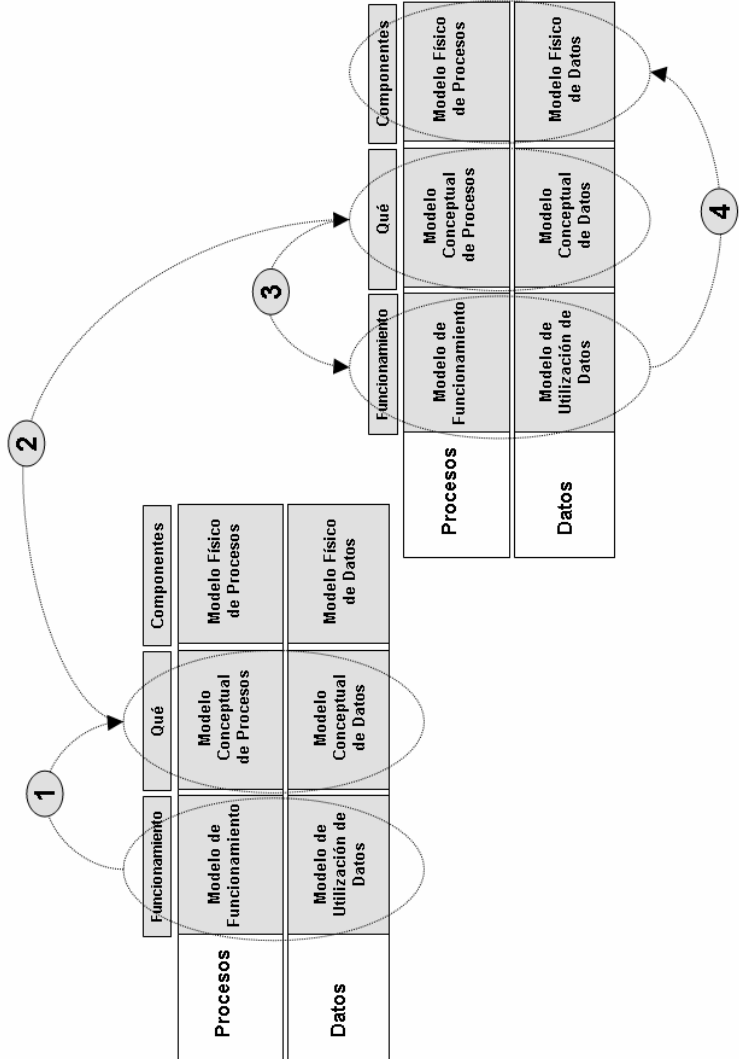 1
2
3
4
Funcionamiento
Qué
Componentes
Procesos
Modelo de
Funcionamiento
Modelo
Conceptual
de Procesos
Modelo Físico
de Procesos
Datos
Modelo de
Utilización de
Datos
Modelo
Conceptual
de Datos
Modelo Físico
de Datos
Funcionamiento
Qué
Componentes
Procesos
Modelo de
Funcionamiento
Modelo
Conceptual
de Procesos
Modelo Físico
de Procesos
Datos
Modelo de
Utilización de
Datos
Modelo
Conceptual
de Datos
Modelo Físico
de Datos